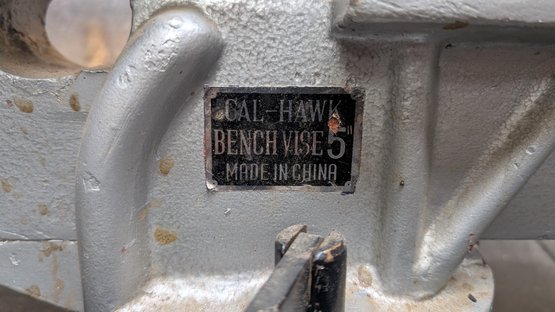 CAL-HAWK
BENCH VISE 5"
MADE IN CHINA